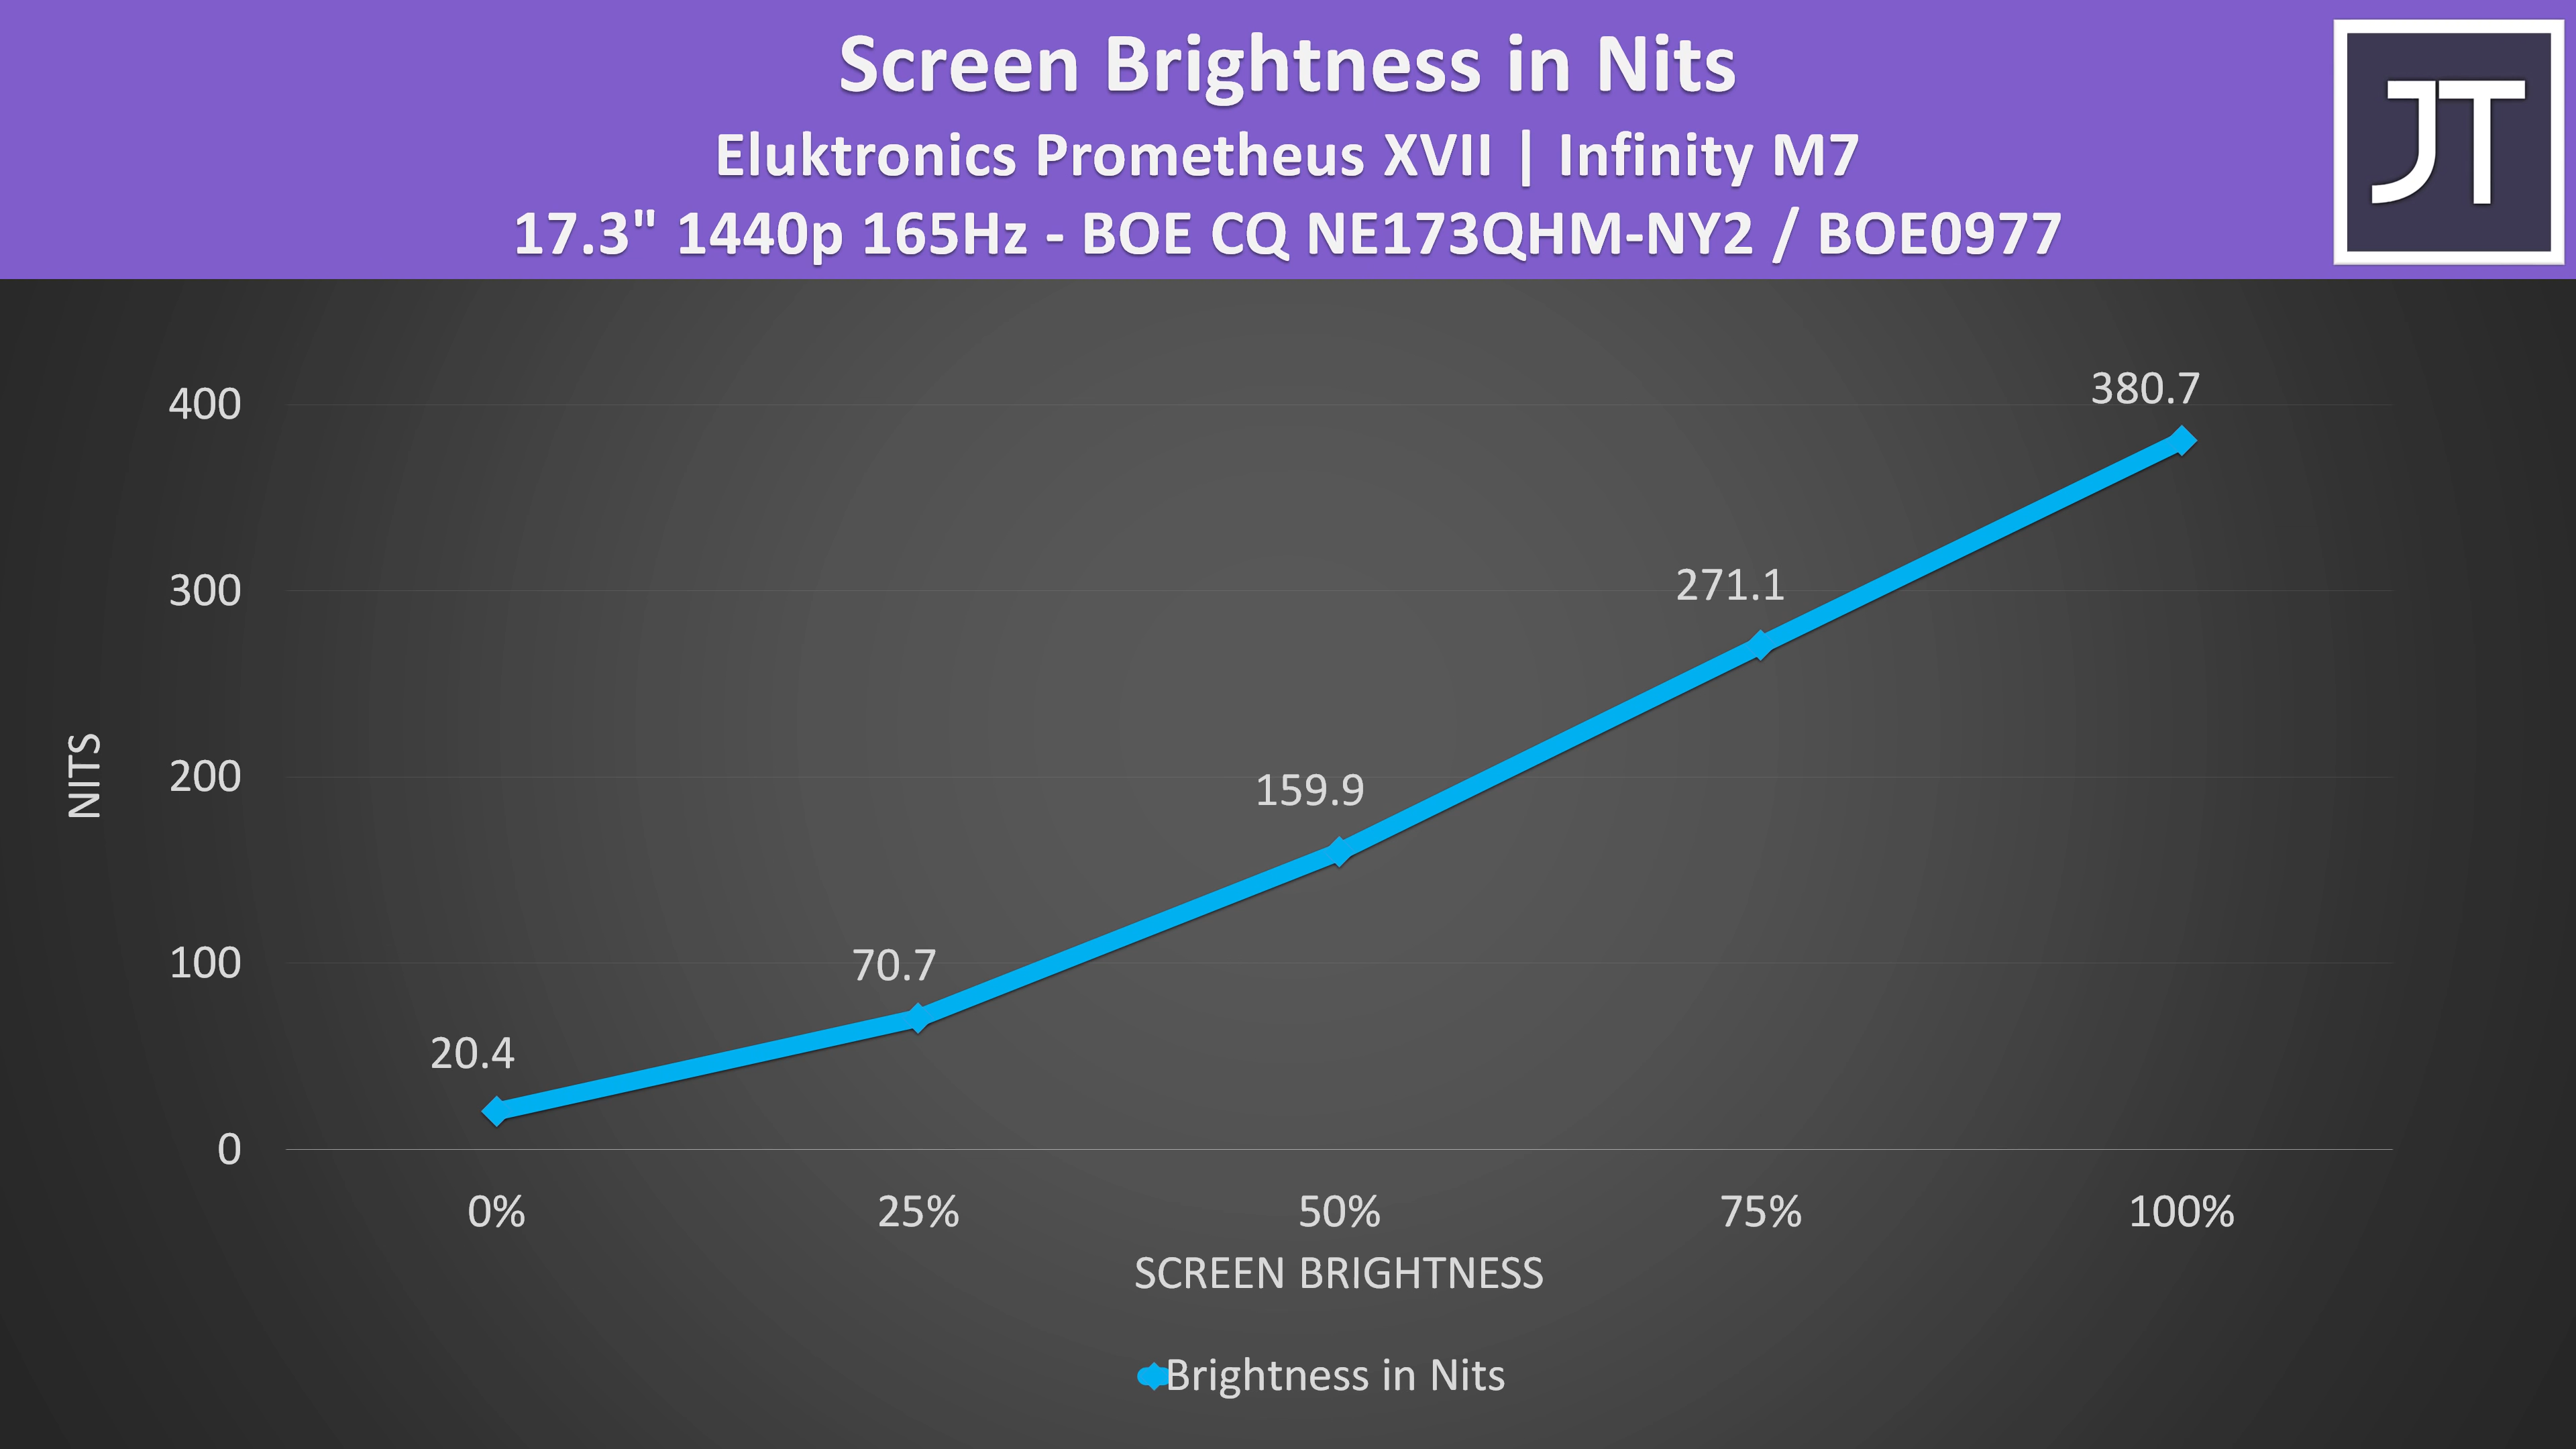 Screen Brightness in Nits
Eluktronics Prometheus XVII | Infinity M7
17.3" 1440p 165Hz - BOE CQ NE173QHM-NY2 / BOE0977
JT
400
300
200
100
0
NITS
20.4
70.7
159.9
271.1
380.7
0% 25% 50% 75% 100%
SCREEN BRIGHTNESS
Brightness in Nits